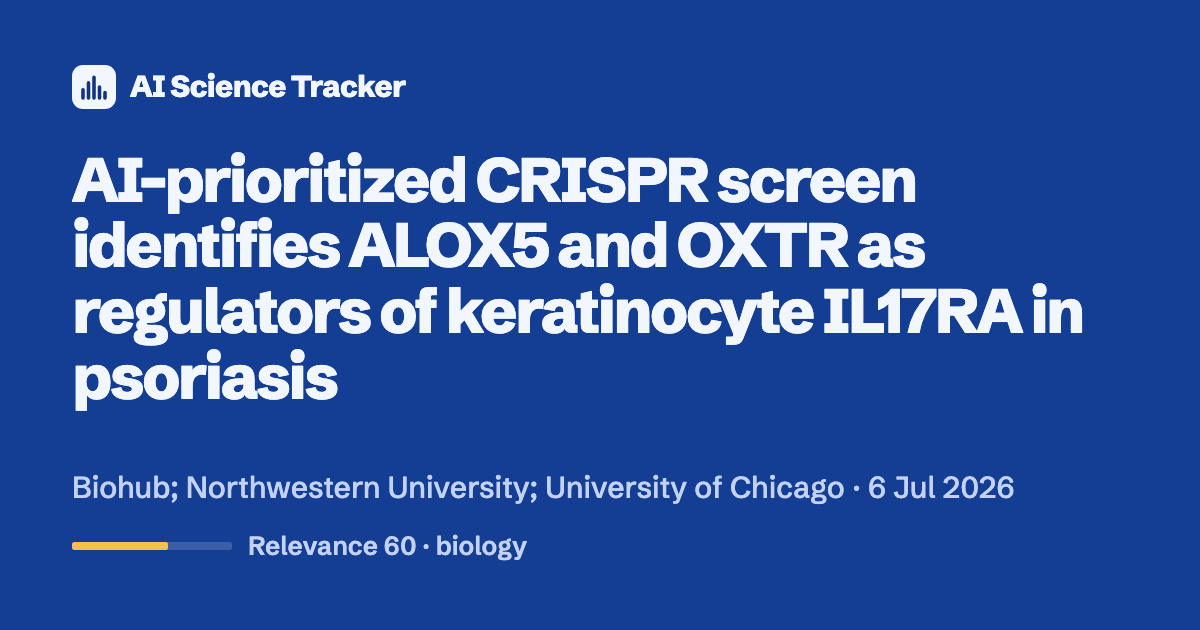 AI Science Tracker
AI-prioritized CRISPR screen
identifies ALOX5 and OXTR as
regulators of keratinocyte IL17RA in
psoriasis
Biohub; Northwestern University; University of Chicago · 6 Jul 2026
Relevance 60 · biology